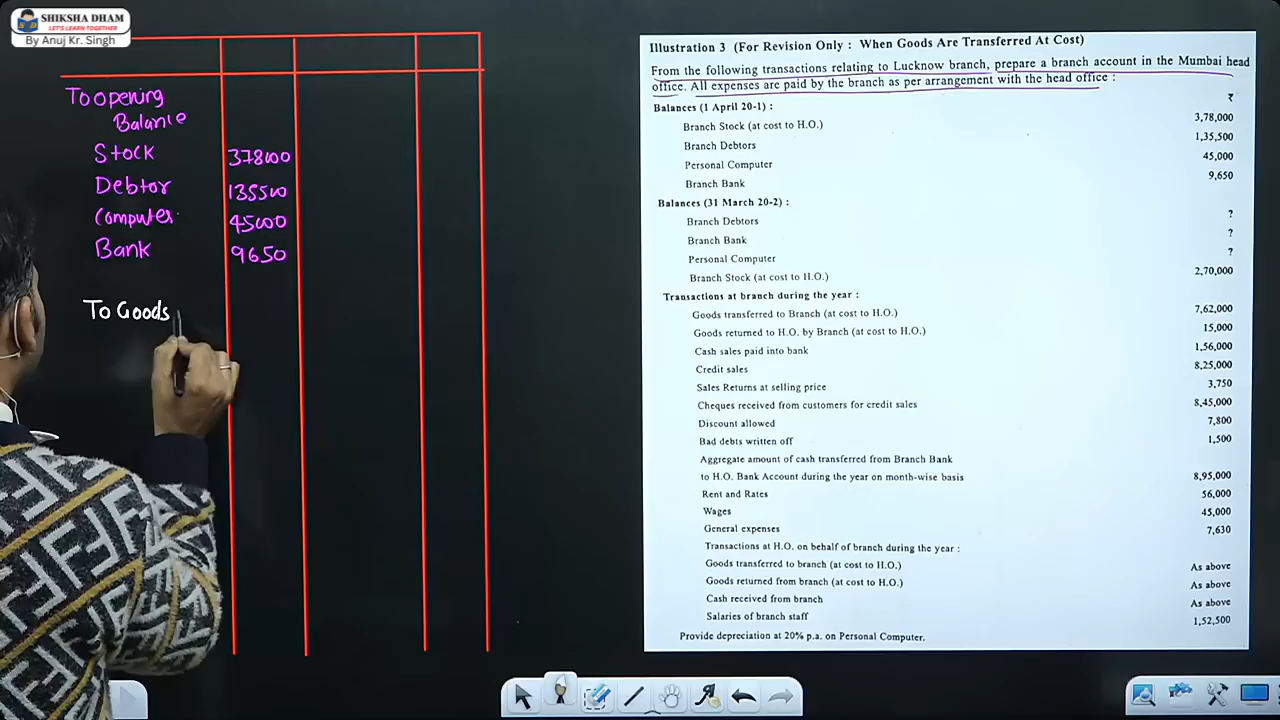 SHIKSHA DHAM
LET'S LEARN TOGETHER
By Anuj Kr. Singh
To opening
Balance
Stock 378000
Debtor 135500
Computer 45000
Bank 9650
To Goods
Illustration 3 (For Revision Only : When Goods Are Transferred At Cost)
From the following transactions relating to Lucknow branch, prepare a branch account in the Mumbai head
office. All expenses are paid by the branch as per arrangement with the head office :
Balances (1 April 20-1) : ₹
Branch Stock (at cost to H.O.) 3,78,000
Branch Debtors 1,35,500
Personal Computer 45,000
Branch Bank 9,650
Balances (31 March 20-2) :
Branch Debtors ?
Branch Bank ?
Personal Computer ?
Branch Stock (at cost to H.O.) 2,70,000
Transactions at branch during the year :
Goods transferred to Branch (at cost to H.O.) 7,62,000
Goods returned to H.O. by Branch (at cost to H.O.) 15,000
Cash sales paid into bank 1,56,000
Credit sales 8,25,000
Sales Returns at selling price 3,750
Cheques received from customers for credit sales 8,45,000
Discount allowed 7,800
Bad debts written off 1,500
Aggregate amount of cash transferred from Branch Bank
to H.O. Bank Account during the year on month-wise basis 8,95,000
Rent and Rates 56,000
Wages 45,000
General expenses 7,630
Transactions at H.O. on behalf of branch during the year :
Goods transferred to branch (at cost to H.O.) As above
Goods returned from branch (at cost to H.O.) As above
Cash received from branch As above
Salaries of branch staff 1,52,500
Provide depreciation at 20% p.a. on Personal Computer.